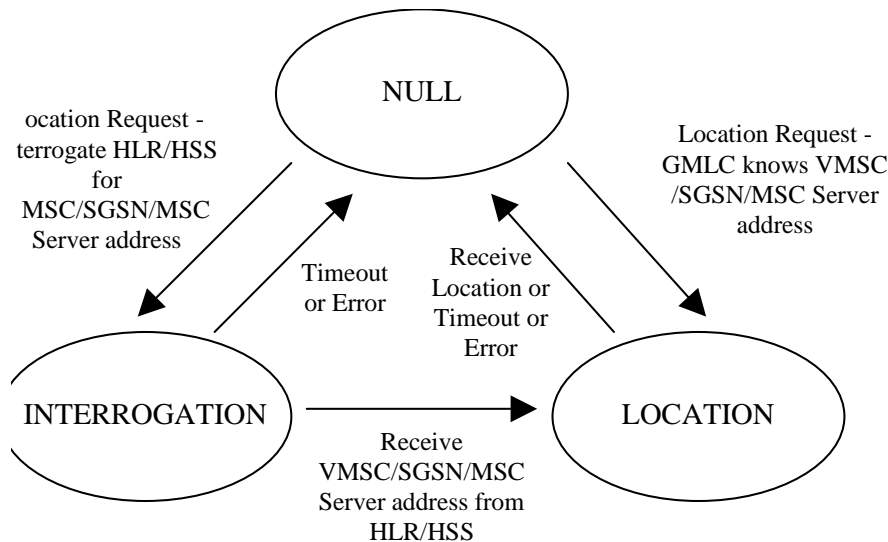 NULL
ocation Request -
terrogate HLR/HSS
for
MSC/SGSN/MSC
Server address
Location Request -
GMLC knows VMSC
/SGSN/MSC Server
address
Timeout
or Error
Receive
Location or
Timeout or
Error
INTERROGATION
LOCATION
Receive
VMSC/SGSN/MSC
Server address from
HLR/HSS